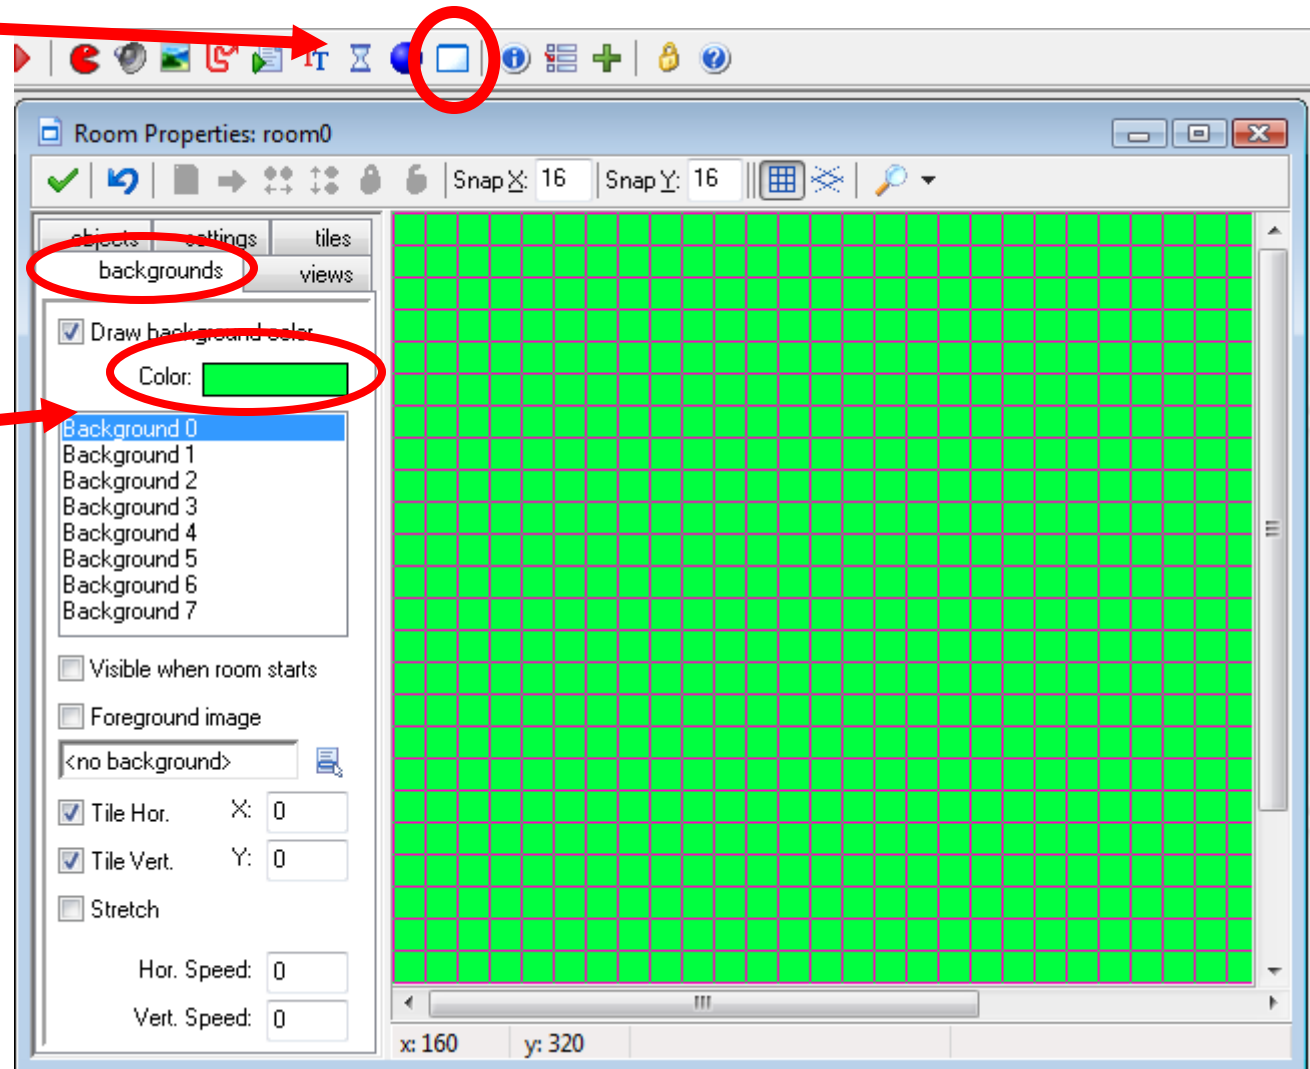 Room Properties: room0
Snap X: 16 Snap Y: 16
objects settings tiles
backgrounds views
Draw background color
Color:
Background 0
Background 1
Background 2
Background 3
Background 4
Background 5
Background 6
Background 7
Visible when room starts
Foreground image
<no background>
Tile Hor. X: 0
Tile Vert. Y: 0
Stretch
Hor. Speed: 0
Vert. Speed: 0
x: 160 y: 320